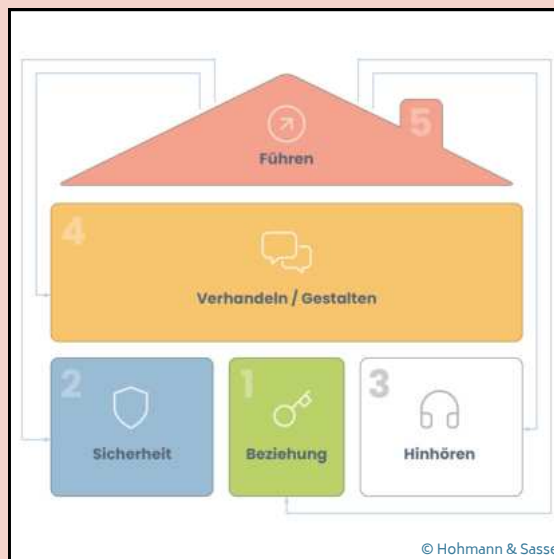 5
Führen
4
Verhandeln / Gestalten
2
Sicherheit
1
Beziehung
3
Hinhören
© Hohmann & Sasse